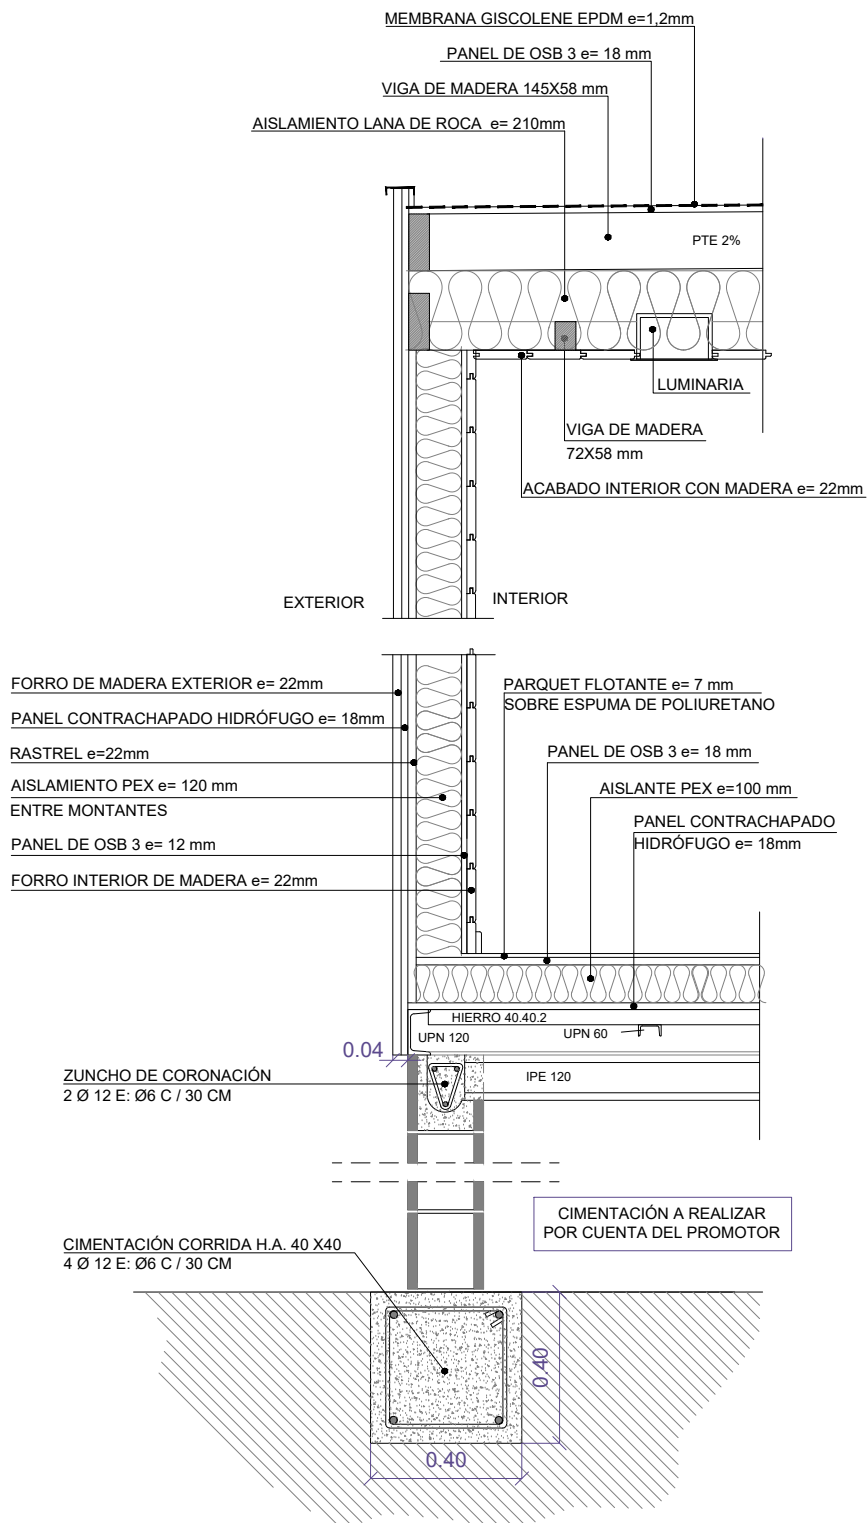 MEMBRANA GISCOLENE EPDM e=1,2mm
PANEL DE OSB 3 e= 18 mm
VIGA DE MADERA 145X58 mm
AISLAMIENTO LANA DE ROCA e= 210mm
PTE 2%
LUMINARIA
VIGA DE MADERA
72X58 mm
ACABADO INTERIOR CON MADERA e= 22mm
EXTERIOR
INTERIOR
FORRO DE MADERA EXTERIOR e= 22mm
PANEL CONTRACHAPADO HIDRÓFUGO e= 18mm
RASTREL e=22mm
AISLAMIENTO PEX e= 120 mm
ENTRE MONTANTES
PANEL DE OSB 3 e= 12 mm
FORRO INTERIOR DE MADERA e= 22mm
PARQUET FLOTANTE e= 7 mm
SOBRE ESPUMA DE POLIURETANO
PANEL DE OSB 3 e= 18 mm
AISLANTE PEX e=100 mm
PANEL CONTRACHAPADO
HIDRÓFUGO e= 18mm
HIERRO 40.40.2
UPN 120
UPN 60
0.04
IPE 120
ZUNCHO DE CORONACIÓN
2 Ø 12 E: Ø6 C / 30 CM
CIMENTACIÓN A REALIZAR
POR CUENTA DEL PROMOTOR
CIMENTACIÓN CORRIDA H.A. 40 X40
4 Ø 12 E: Ø6 C / 30 CM
0.40
0.40